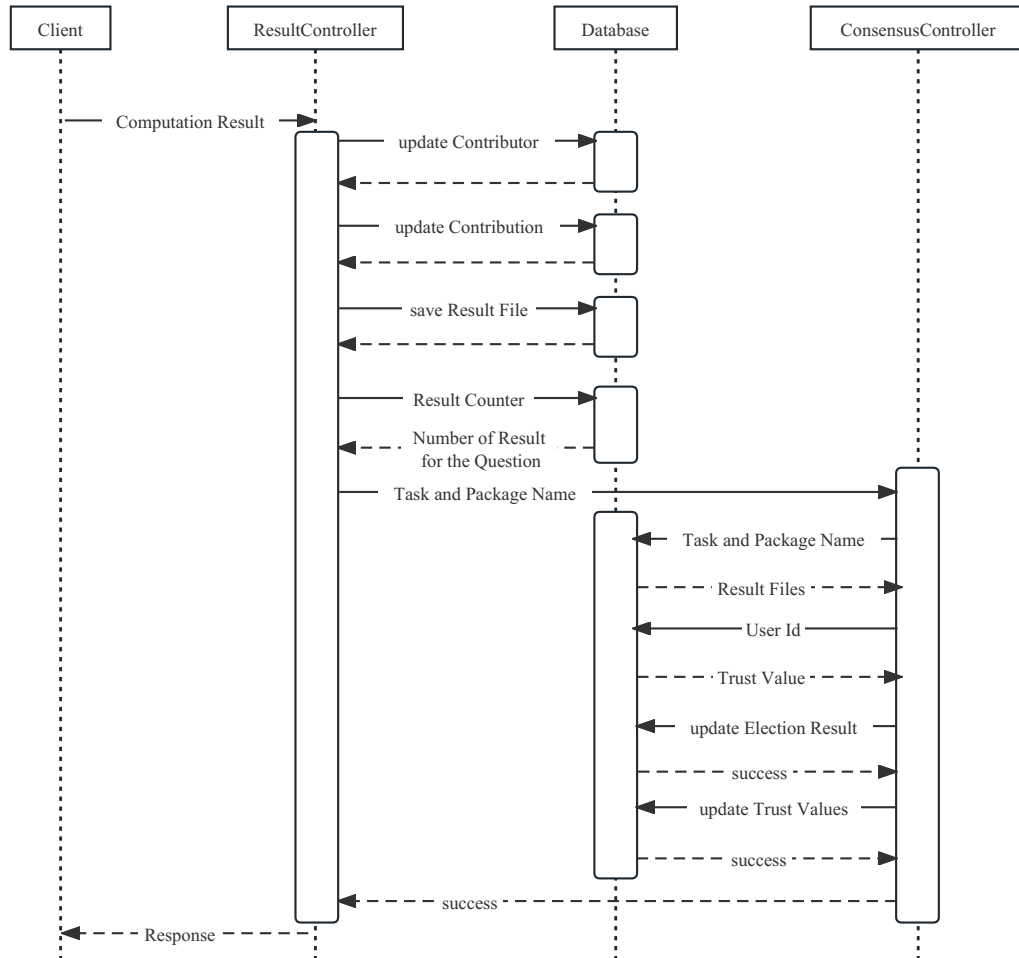 Client
ResultController
Database
ConsensusController
Computation Result
update Contributor
update Contribution
save Result File
Result Counter
Number of Result
for the Question
Task and Package Name
Task and Package Name
Result Files
User Id
Trust Value
update Election Result
success
update Trust Values
success
success
Response